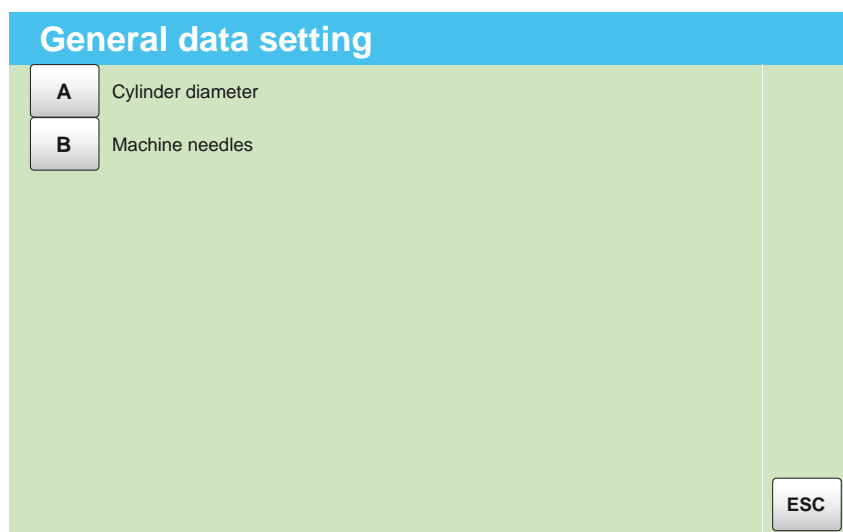 General data setting
A Cylinder diameter
B Machine needles
ESC